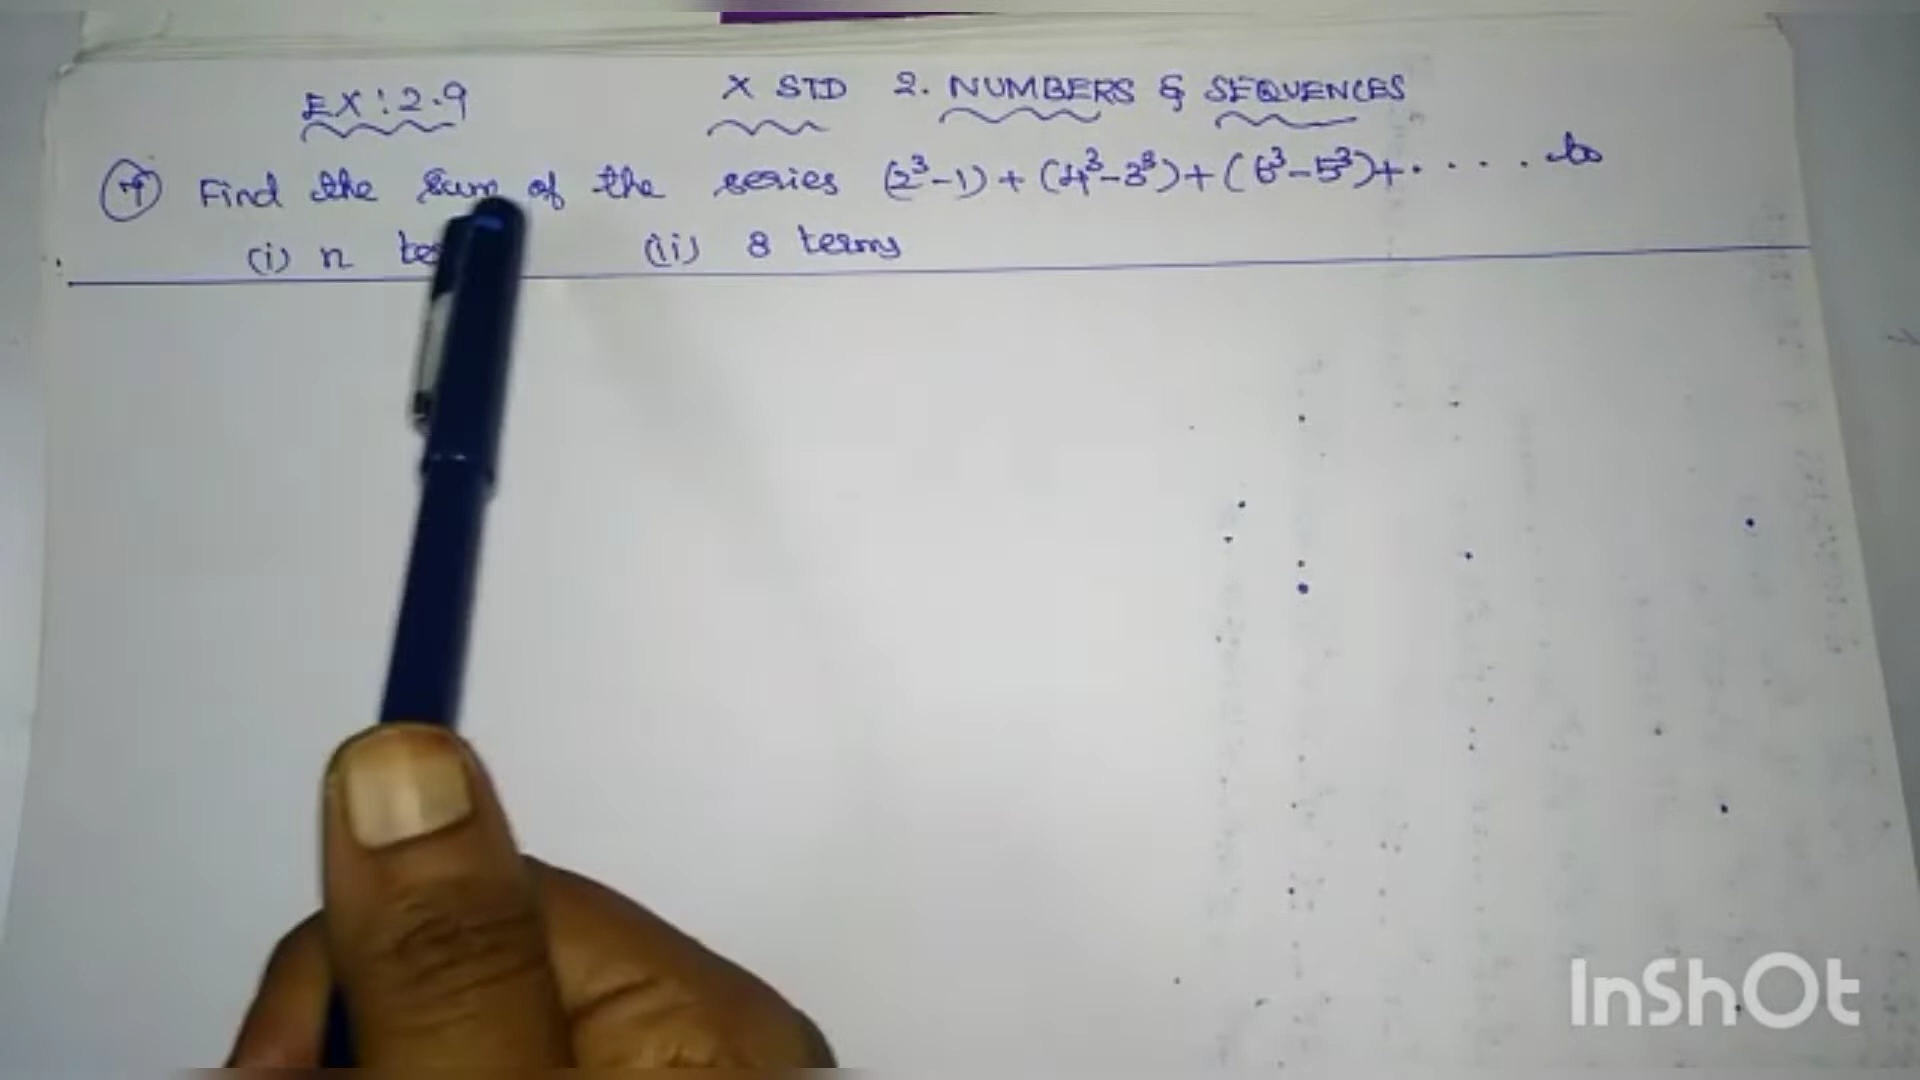 EX: 2.9 X STD 2. NUMBERS & SEQUENCES
Find the sum of the series (2³-1) + (4³-3³) + (6³-5³) + ..... to
(i) n (ii) 8 terms
InShOt